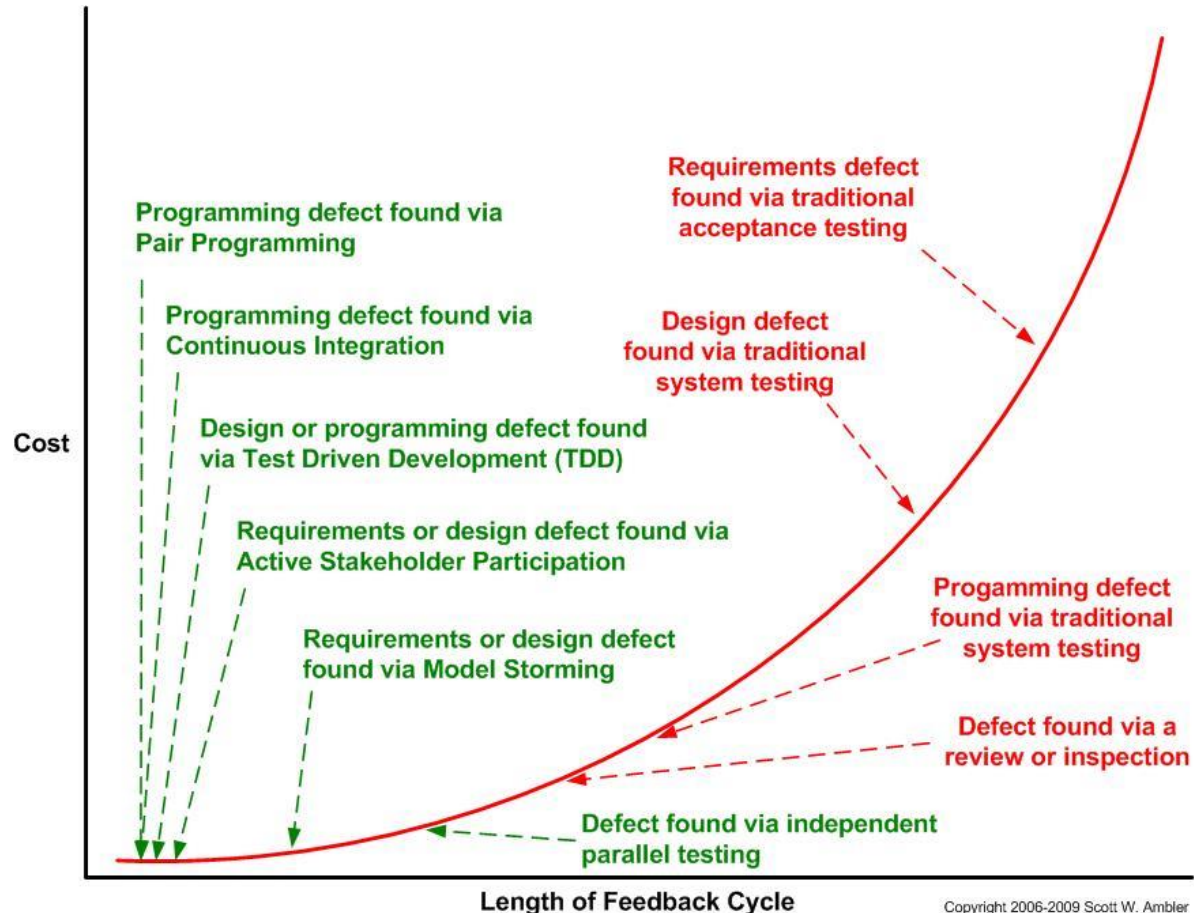 Programming defect found via
Pair Programming
Programming defect found via
Continuous Integration
Design or programming defect found
via Test Driven Development (TDD)
Requirements or design defect found via
Active Stakeholder Participation
Requirements or design defect
found via Model Storming
Defect found via independent
parallel testing
Requirements defect
found via traditional
acceptance testing
Design defect
found via traditional
system testing
Progamming defect
found via traditional
system testing
Defect found via a
review or inspection
Cost
Length of Feedback Cycle
Copyright 2006-2009 Scott W. Ambler